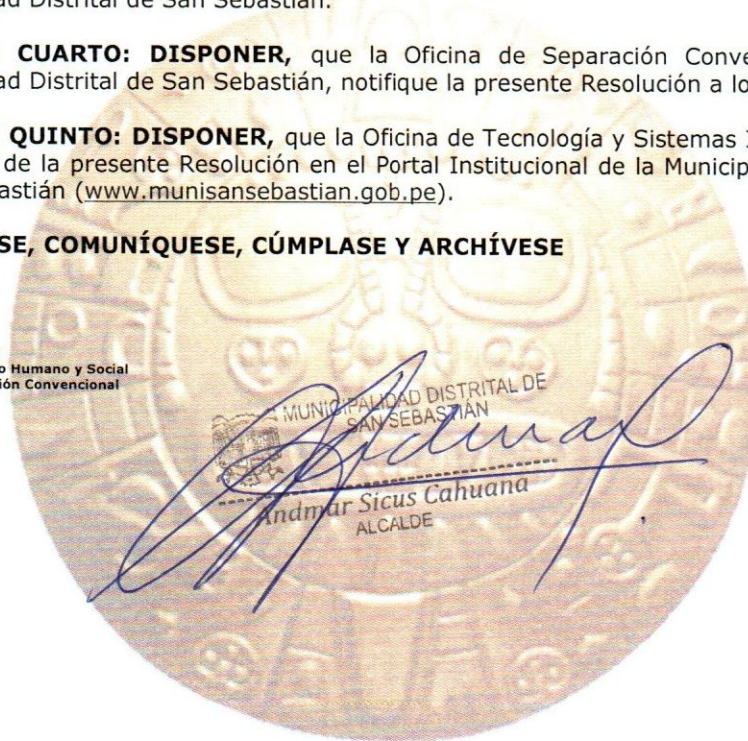 ad Distrital de San Sebastián.
CUARTO: DISPONER, que la Oficina de Separación Conve
ad Distrital de San Sebastián, notifique la presente Resolución a lo
QUINTO: DISPONER, que la Oficina de Tecnología y Sistemas
de la presente Resolución en el Portal Institucional de la Municip
astián (www.munisansebastian.gob.pe).
SE, COMUNÍQUESE, CÚMPLASE Y ARCHÍVESE
o Humano y Social
ión Convencional
MUNICIPALIDAD DISTRITAL DE
SAN SEBASTIÁN
Andmar Sicus Cahuana
ALCALDE